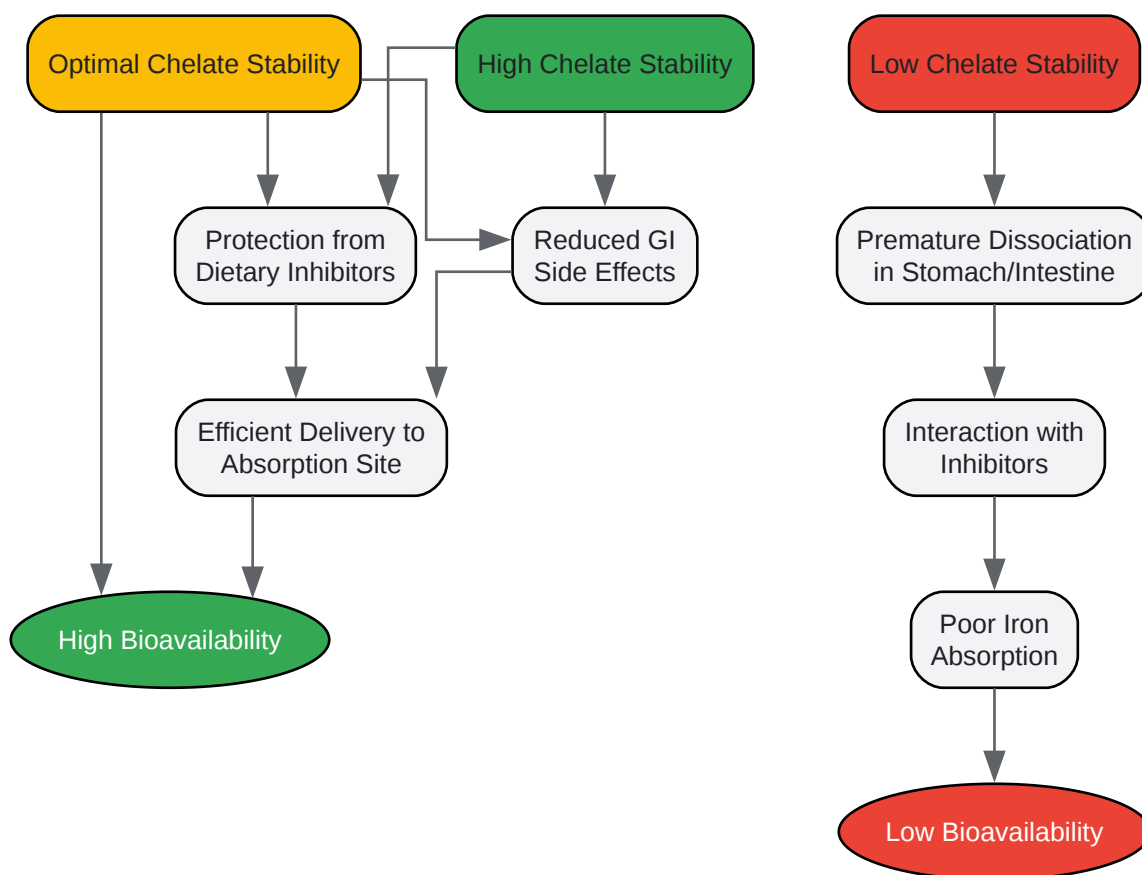 Optimal Chelate Stability
High Chelate Stability
Low Chelate Stability
Protection from
Dietary Inhibitors
Reduced GI
Side Effects
Premature Dissociation
in Stomach/Intestine
Efficient Delivery to
Absorption Site
Interaction with
Inhibitors
High Bioavailability
Poor Iron
Absorption
Low Bioavailability